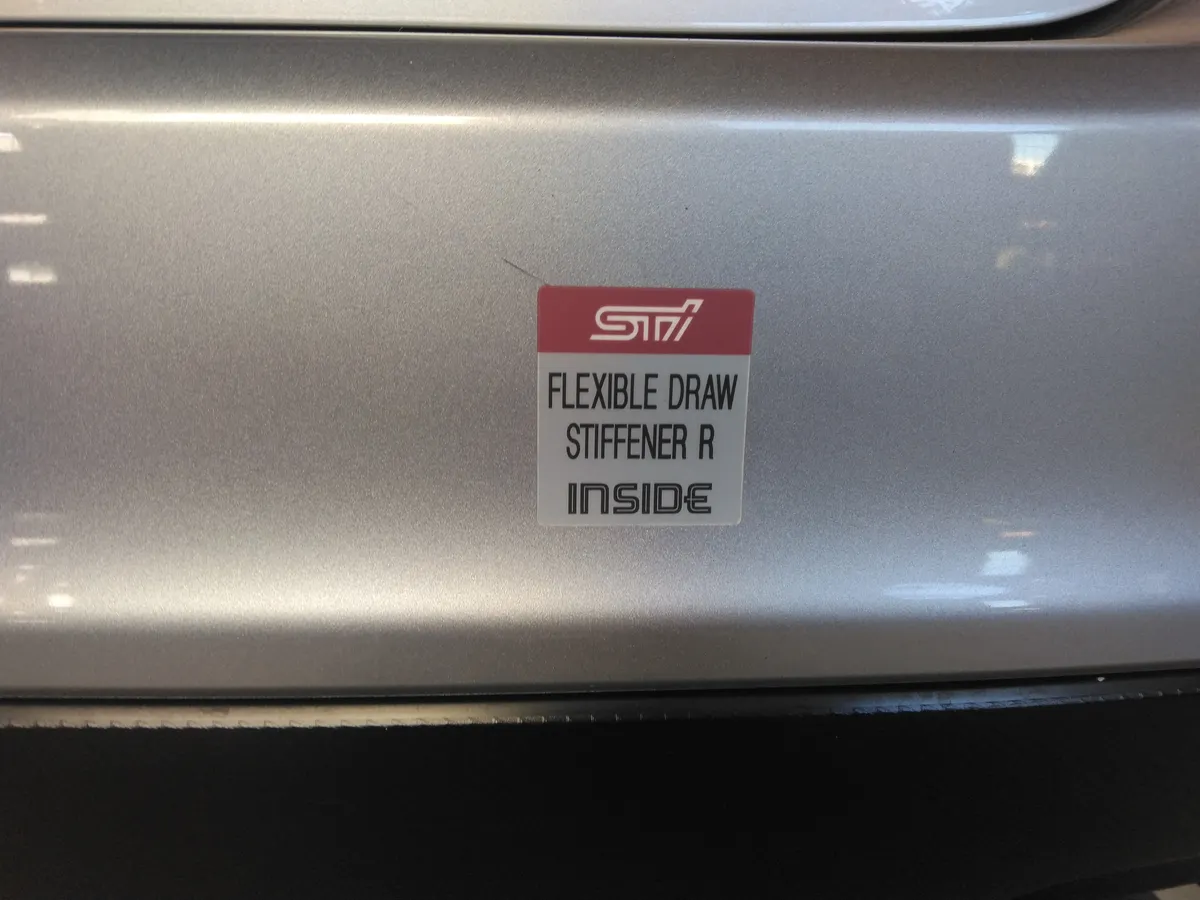 STI
FLEXIBLE DRAW
STIFFENER R
INSIDE